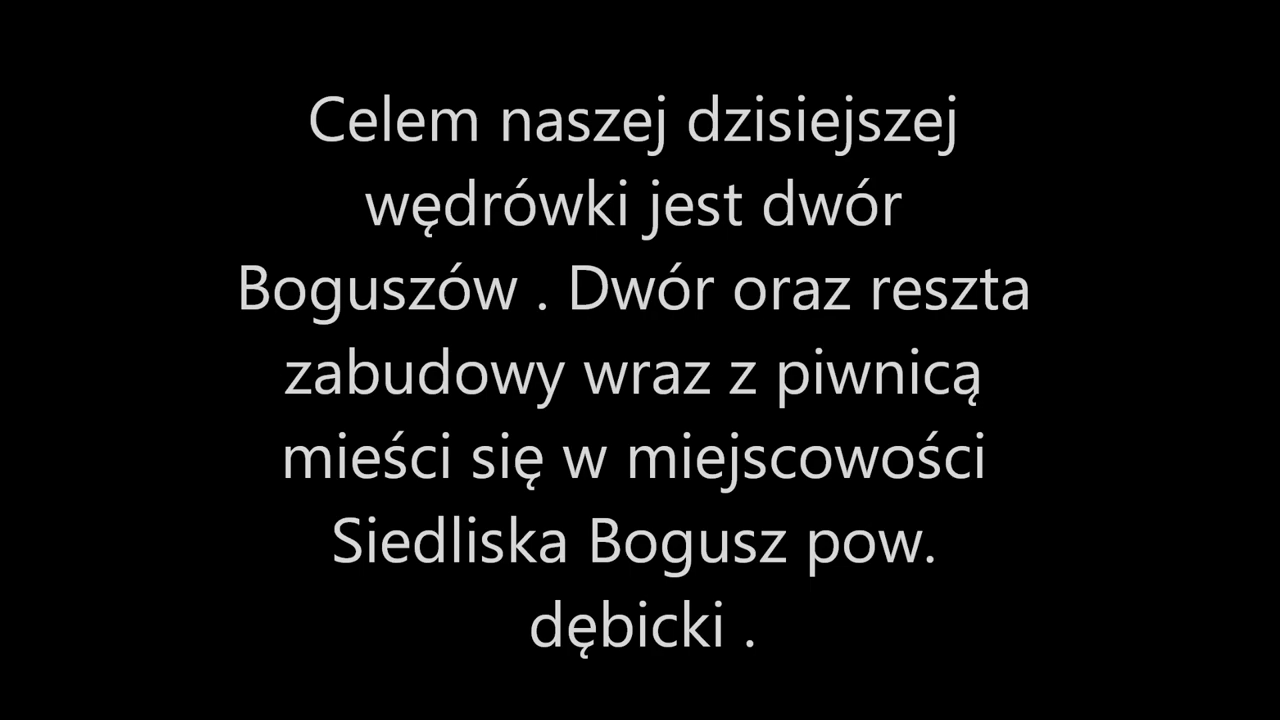 Celem naszej dzisiejszej
wędrówki jest dwór
Boguszów . Dwór oraz reszta
zabudowy wraz z piwnicą
mieści się w miejscowości
Siedliska Bogusz pow.
dębicki .